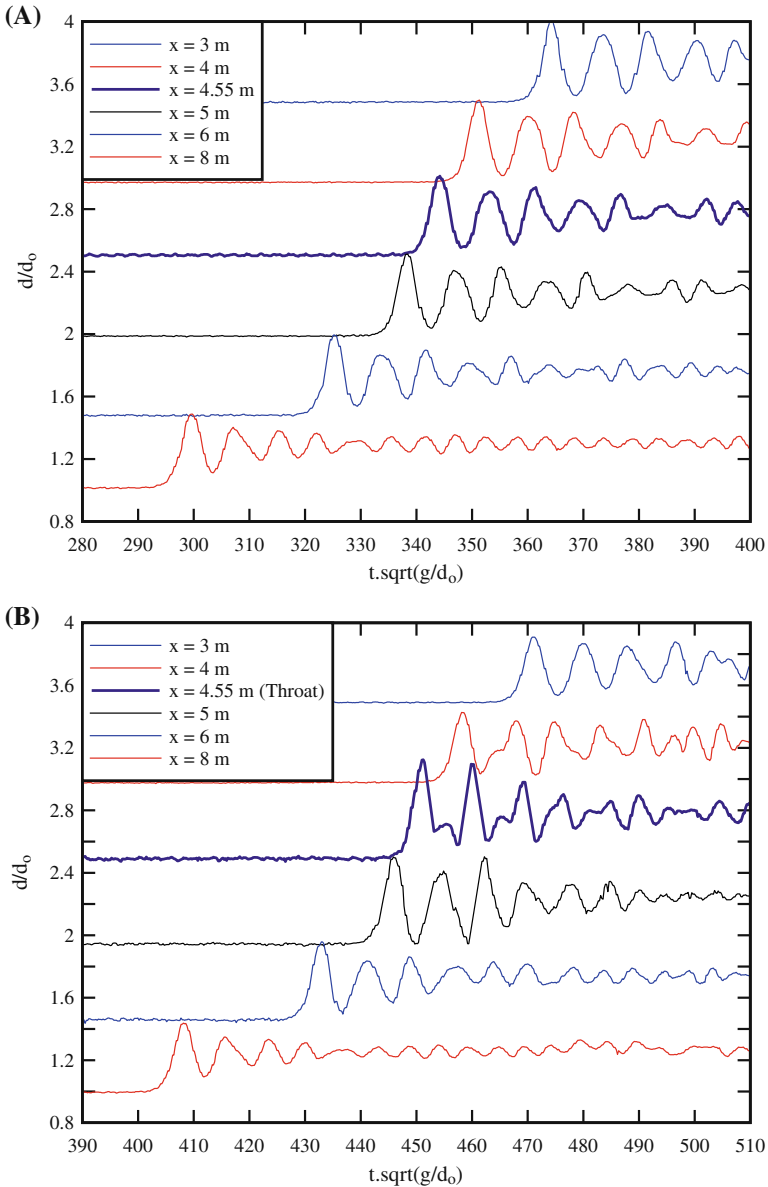 (A)
x = 3 m
x = 4 m
x = 4.55 m
x = 5 m
x = 6 m
x = 8 m
4
3.6
3.2
2.8
2.4
2
1.6
1.2
0.8
d/do
280 290 300 310 320 330 340 350 360 370 380 390 400
t.sqrt(g/do)
(B)
x = 3 m
x = 4 m
x = 4.55 m (Throat)
x = 5 m
x = 6 m
x = 8 m
4
3.6
3.2
2.8
2.4
2
1.6
1.2
0.8
d/do
390 400 410 420 430 440 450 460 470 480 490 500 510
t.sqrt(g/do)